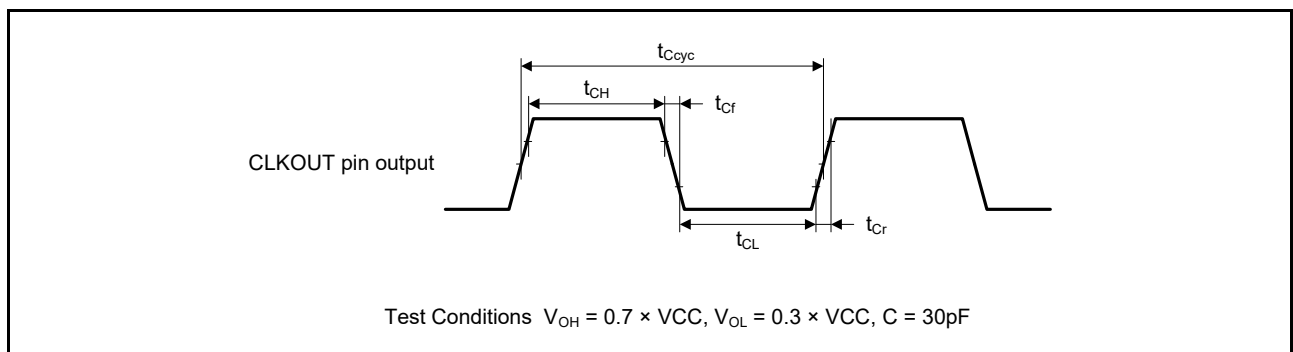 tCcyc
tCH
tCf
CLKOUT pin output
tCL
tCr
Test Conditions VOH = 0.7 × VCC, VOL = 0.3 × VCC, C = 30pF